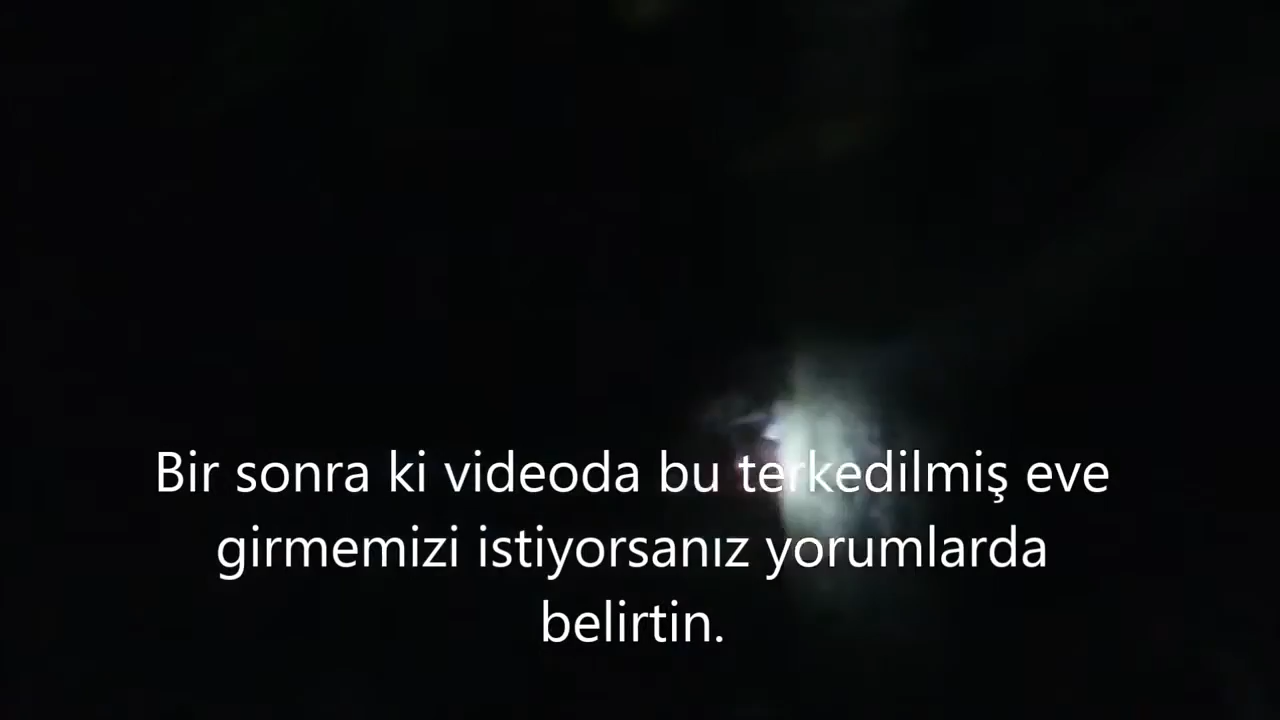 Bir sonra ki videoda bu terkedilmiş eve
girmemizi istiyorsanız yorumlarda
belirtin.